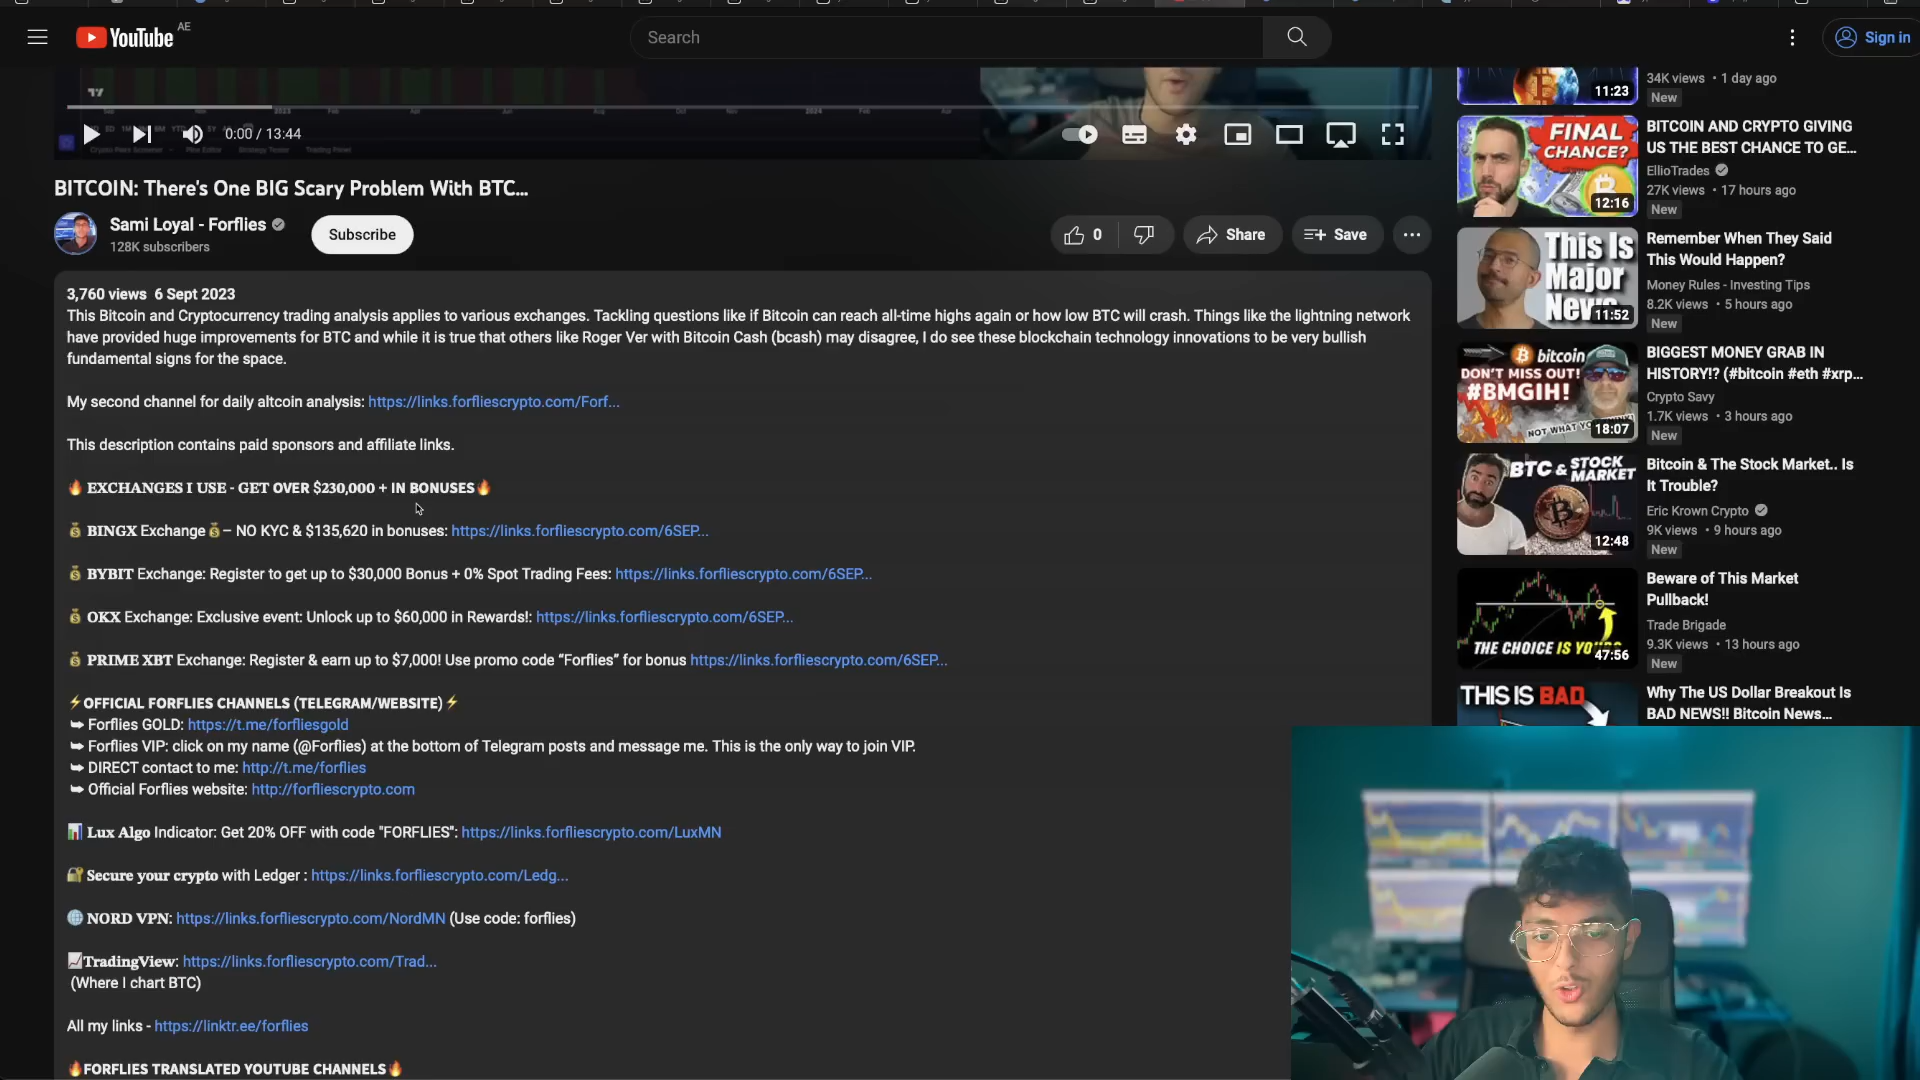 YouTube AE
Search
Sign in
0:00 / 13:44
BITCOIN: There's One BIG Scary Problem With BTC...
Sami Loyal - Forflies
128K subscribers
Subscribe
0
Share
Save
3,760 views 6 Sept 2023
This Bitcoin and Cryptocurrency trading analysis applies to various exchanges. Tackling questions like if Bitcoin can reach all-time highs again or how low BTC will crash. Things like the lightning network
have provided huge improvements for BTC and while it is true that others like Roger Ver with Bitcoin Cash (bcash) may disagree, I do see these blockchain technology innovations to be very bullish
fundamental signs for the space.
My second channel for daily altcoin analysis: https://links.forfliescrypto.com/Forf...
This description contains paid sponsors and affiliate links.
🔥 EXCHANGES I USE - GET OVER $230,000 + IN BONUSES🔥
💰 BINGX Exchange 💰– NO KYC & $135,620 in bonuses: https://links.forfliescrypto.com/6SEP...
💰 BYBIT Exchange: Register to get up to $30,000 Bonus + 0% Spot Trading Fees: https://links.forfliescrypto.com/6SEP...
💰 OKX Exchange: Exclusive event: Unlock up to $60,000 in Rewards!: https://links.forfliescrypto.com/6SEP...
💰 PRIME XBT Exchange: Register & earn up to $7,000! Use promo code “Forflies” for bonus https://links.forfliescrypto.com/6SEP...
⚡OFFICIAL FORFLIES CHANNELS (TELEGRAM/WEBSITE)⚡
➥ Forflies GOLD: https://t.me/forfliesgold
➥ Forflies VIP: click on my name (@Forflies) at the bottom of Telegram posts and message me. This is the only way to join VIP.
➥ DIRECT contact to me: http://t.me/forflies
➥ Official Forflies website: http://forfliescrypto.com
📊 Lux Algo Indicator: Get 20% OFF with code "FORFLIES": https://links.forfliescrypto.com/LuxMN
🔐 Secure your crypto with Ledger : https://links.forfliescrypto.com/Ledg...
🌐 NORD VPN: https://links.forfliescrypto.com/NordMN (Use code: forflies)
📈TradingView: https://links.forfliescrypto.com/Trad...
(Where I chart BTC)
All my links - https://linktr.ee/forflies
🔥FORFLIES TRANSLATED YOUTUBE CHANNELS🔥
11:23
34K views • 1 day ago
New
FINAL
CHANCE?
12:16
BITCOIN AND CRYPTO GIVING
US THE BEST CHANCE TO GE...
EllioTrades
27K views • 17 hours ago
New
This Is
Major
News
11:52
Remember When They Said
This Would Happen?
Money Rules - Investing Tips
8.2K views • 5 hours ago
New
bitcoin
DON'T MISS OUT!
#BMGIH!
18:07
BIGGEST MONEY GRAB IN
HISTORY!? (#bitcoin #eth #xrp...
Crypto Savy
1.7K views • 3 hours ago
New
BTC & STOCK
MARKET..
12:48
Bitcoin & The Stock Market.. Is
It Trouble?
Eric Krown Crypto
9K views • 9 hours ago
New
THE CHOICE IS
47:56
Beware of This Market
Pullback!
Trade Brigade
9.3K views • 13 hours ago
New
THIS IS BAD
Why The US Dollar Breakout Is
BAD NEWS!! Bitcoin News...